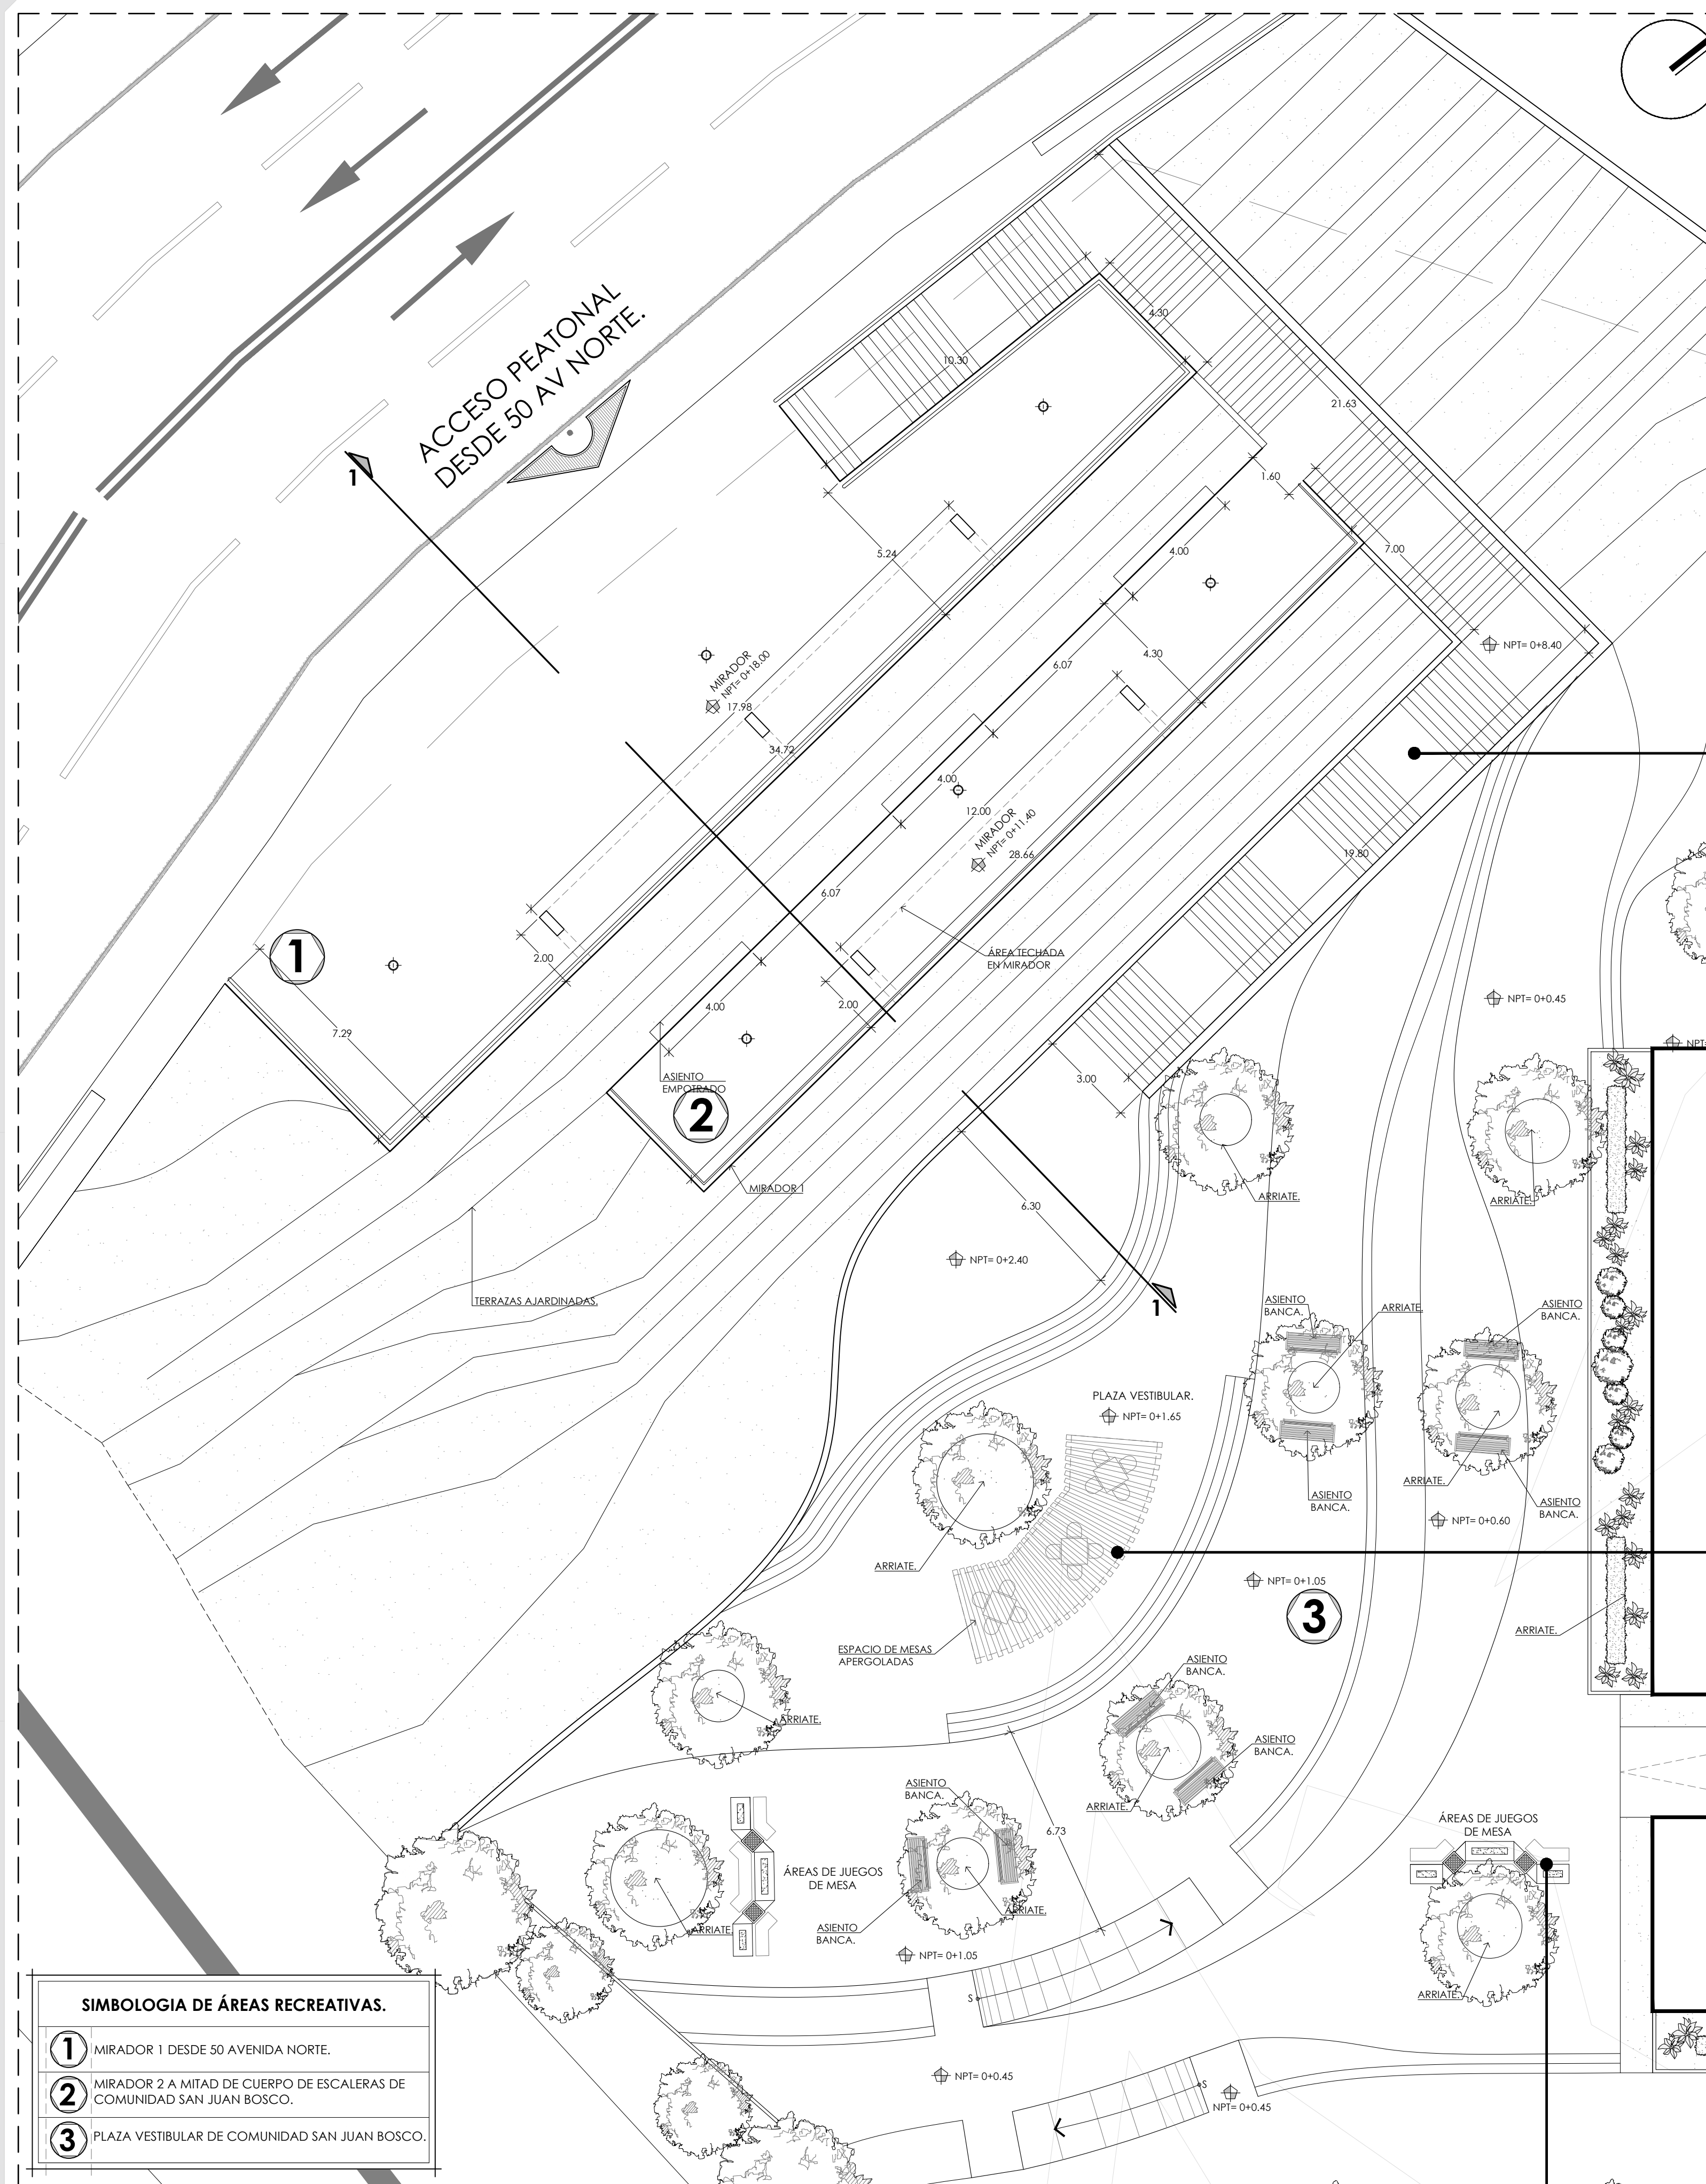 ACCESO PEATONAL
DESDE 50 AV NORTE.
1
10.30
4.30
21.63
1.60
5.24
4.00
7.00
4.30
6.07
NPT= 0+8.40
MIRADOR
NPT= 0+18.00
17.98
34.72
4.00
12.00
MIRADOR
NPT= 0+11.40
28.66
19.80
6.07
ÁREA TECHADA
EN MIRADOR
1
2.00
2.00
4.00
7.29
NPT= 0+0.45
NPT=
ASIENTO
EMPOTRADO
2
3.00
MIRADOR 1
ARRIATE.
ARRIATE.
6.30
NPT= 0+2.40
TERRAZAS AJARDINADAS.
1
ASIENTO
BANCA.
ARRIATE.
ASIENTO
BANCA.
PLAZA VESTIBULAR.
NPT= 0+1.65
ARRIATE.
ASIENTO
BANCA.
ASIENTO
BANCA.
NPT= 0+0.60
ARRIATE.
NPT= 0+1.05
3
ARRIATE.
ESPACIO DE MESAS
APERGOLADAS
ASIENTO
BANCA.
ARRIATE.
ASIENTO
BANCA.
ASIENTO
BANCA.
ARRIATE.
6.73
ÁREAS DE JUEGOS
DE MESA
ÁREAS DE JUEGOS
DE MESA
ARRIATE.
ARRIATE.
ASIENTO
BANCA.
NPT= 0+1.05
ARRIATE.
S
NPT= 0+0.45
S
NPT= 0+0.45
SIMBOLOGIA DE ÁREAS RECREATIVAS.
1 MIRADOR 1 DESDE 50 AVENIDA NORTE.
2 MIRADOR 2 A MITAD DE CUERPO DE ESCALERAS DE
COMUNIDAD SAN JUAN BOSCO.
3 PLAZA VESTIBULAR DE COMUNIDAD SAN JUAN BOSCO.